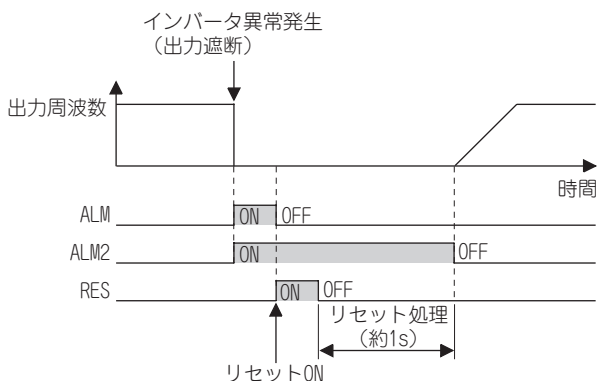 インバータ異常発生
（出力遮断）
出力周波数
時間
ALM
ON
OFF
ALM2
ON
OFF
RES
ON
OFF
リセット処理
（約1s）
リセットON